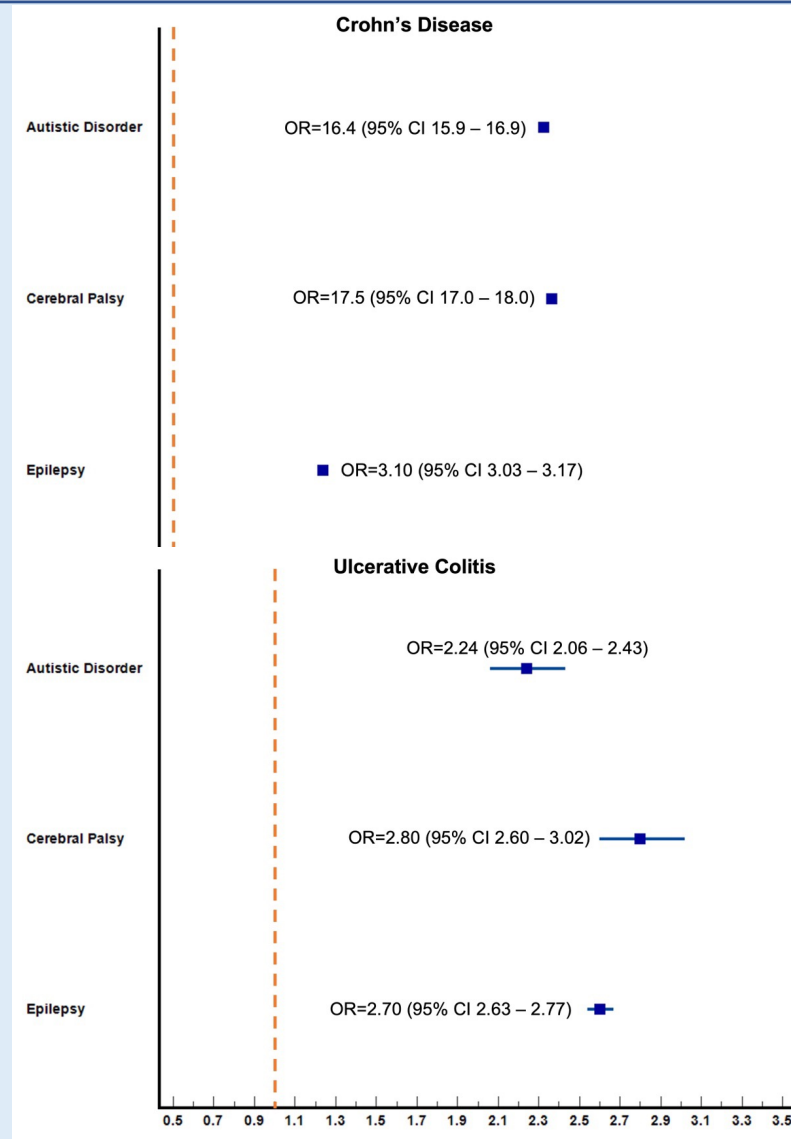 Crohn’s Disease
Autistic Disorder
OR=16.4 (95% CI 15.9 – 16.9)
Cerebral Palsy
OR=17.5 (95% CI 17.0 – 18.0)
Epilepsy
OR=3.10 (95% CI 3.03 – 3.17)
Ulcerative Colitis
OR=2.24 (95% CI 2.06 – 2.43)
Autistic Disorder
Cerebral Palsy
OR=2.80 (95% CI 2.60 – 3.02)
Epilepsy
OR=2.70 (95% CI 2.63 – 2.77)
0.5 0.7 0.9 1.1 1.3 1.5 1.7 1.9 2.1 2.3 2.5 2.7 2.9 3.1 3.3 3.5